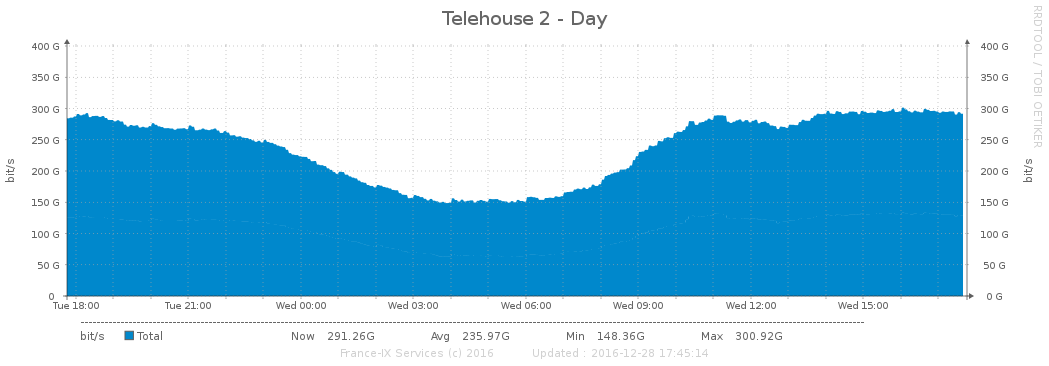 Telehouse 2 - Day
RRDTOOL / TOBI OETIKER
bit/s
400 G 400 G
350 G 350 G
300 G 300 G
250 G 250 G
200 G 200 G
150 G 150 G
100 G 100 G
50 G 50 G
0 0 G
bit/s
Tue 18:00 Tue 21:00 Wed 00:00 Wed 03:00 Wed 06:00 Wed 09:00 Wed 12:00 Wed 15:00
bit/s Total Now 291.26G Avg 235.97G Min 148.36G Max 300.92G
France-IX Services (c) 2016 Updated : 2016-12-28 17:45:14